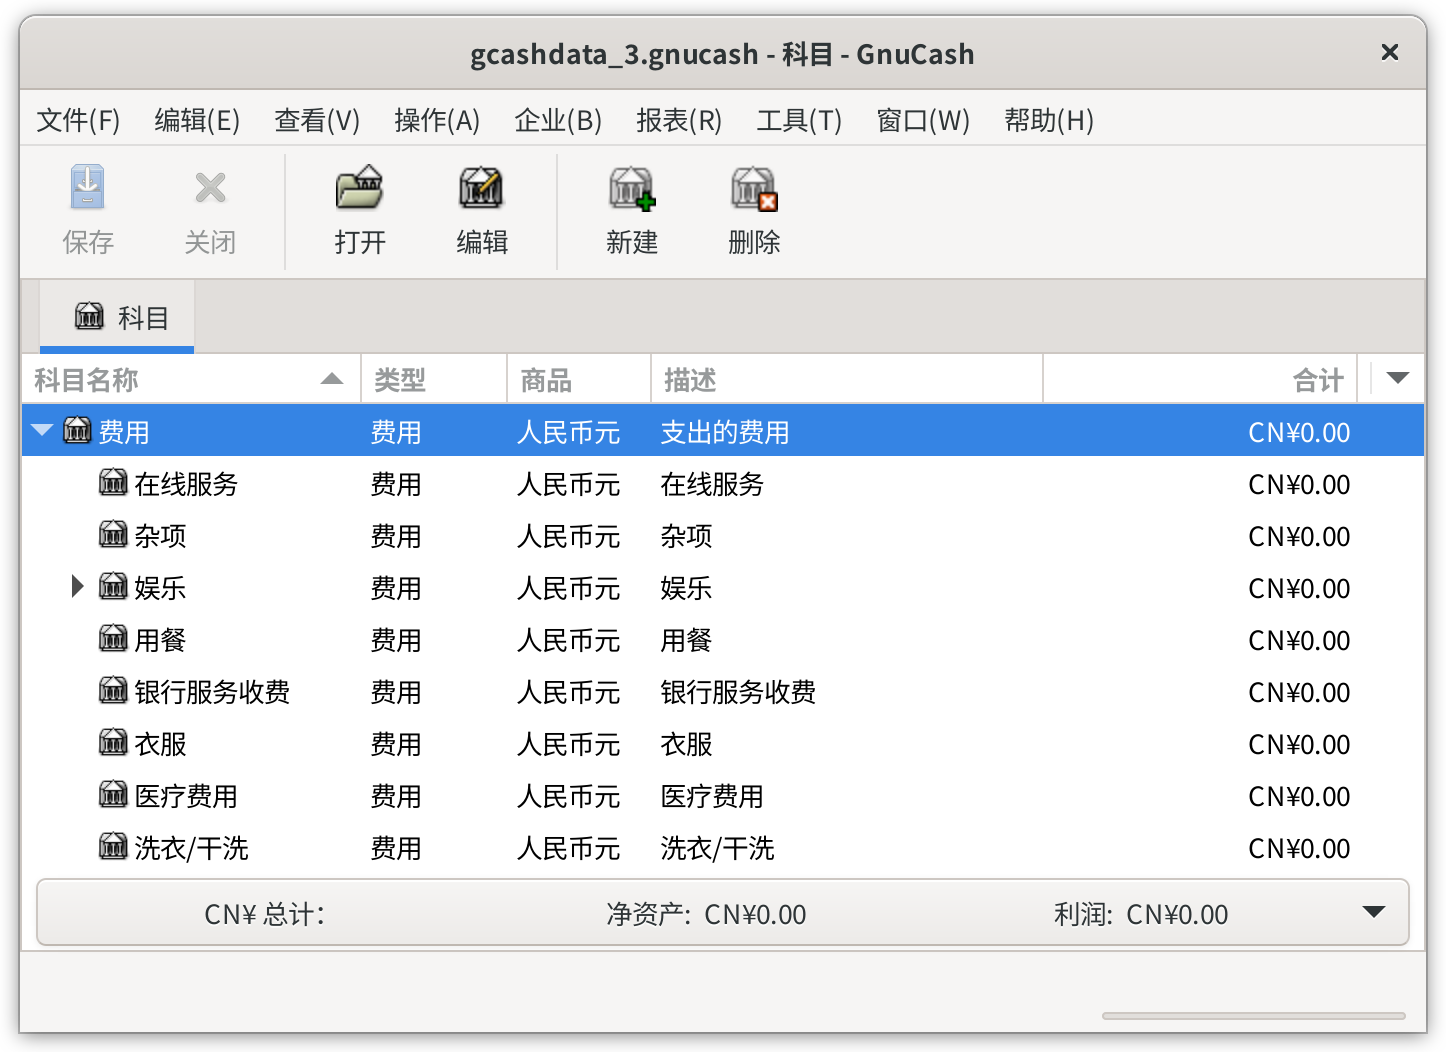 gcashdata_3.gnucash - 科目 - GnuCash
文件(F) 编辑(E) 查看(V) 操作(A) 企业(B) 报表(R) 工具(T) 窗口(W) 帮助(H)
保存 关闭 打开 编辑 新建 删除
科目
科目名称 类型 商品 描述 合计
费用 费用 人民币元 支出的费用 CN¥0.00
在线服务 费用 人民币元 在线服务 CN¥0.00
杂项 费用 人民币元 杂项 CN¥0.00
娱乐 费用 人民币元 娱乐 CN¥0.00
用餐 费用 人民币元 用餐 CN¥0.00
银行服务收费 费用 人民币元 银行服务收费 CN¥0.00
衣服 费用 人民币元 衣服 CN¥0.00
医疗费用 费用 人民币元 医疗费用 CN¥0.00
洗衣/干洗 费用 人民币元 洗衣/干洗 CN¥0.00
CN¥ 总计： 净资产: CN¥0.00 利润: CN¥0.00